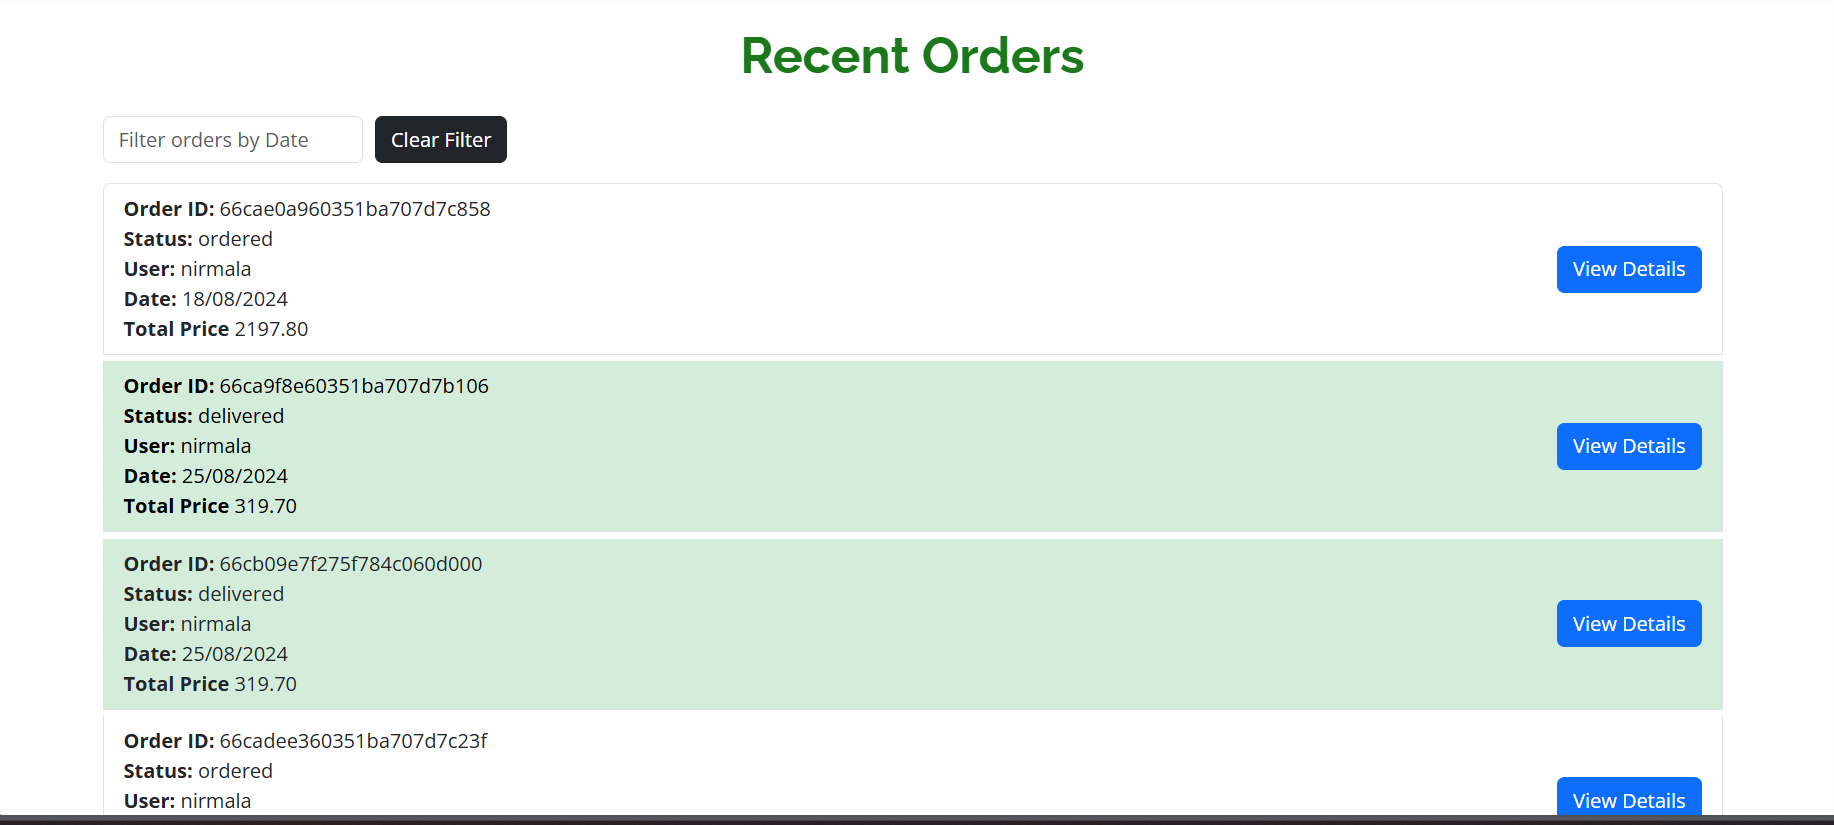 Recent Orders
Filter orders by Date
Clear Filter
Order ID: 66cae0a960351ba707d7c858
Status: ordered
User: nirmala
Date: 18/08/2024
Total Price 2197.80
View Details
Order ID: 66ca9f8e60351ba707d7b106
Status: delivered
User: nirmala
Date: 25/08/2024
Total Price 319.70
View Details
Order ID: 66cb09e7f275f784c060d000
Status: delivered
User: nirmala
Date: 25/08/2024
Total Price 319.70
View Details
Order ID: 66cadee360351ba707d7c23f
Status: ordered
User: nirmala
View Details